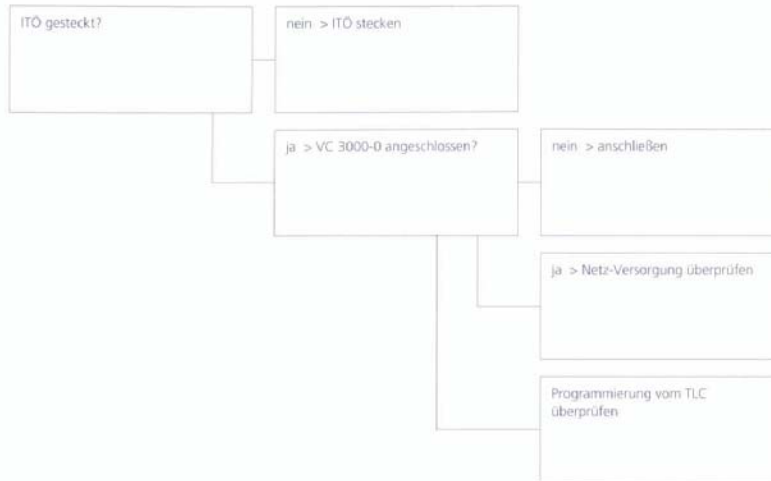 ITÖ gesteckt?
nein > ITÖ stecken
ja > VC 3000-0 angeschlossen?
nein > anschließen
ja > Netz-Versorgung überprüfen
Programmierung vom TLC
überprüfen